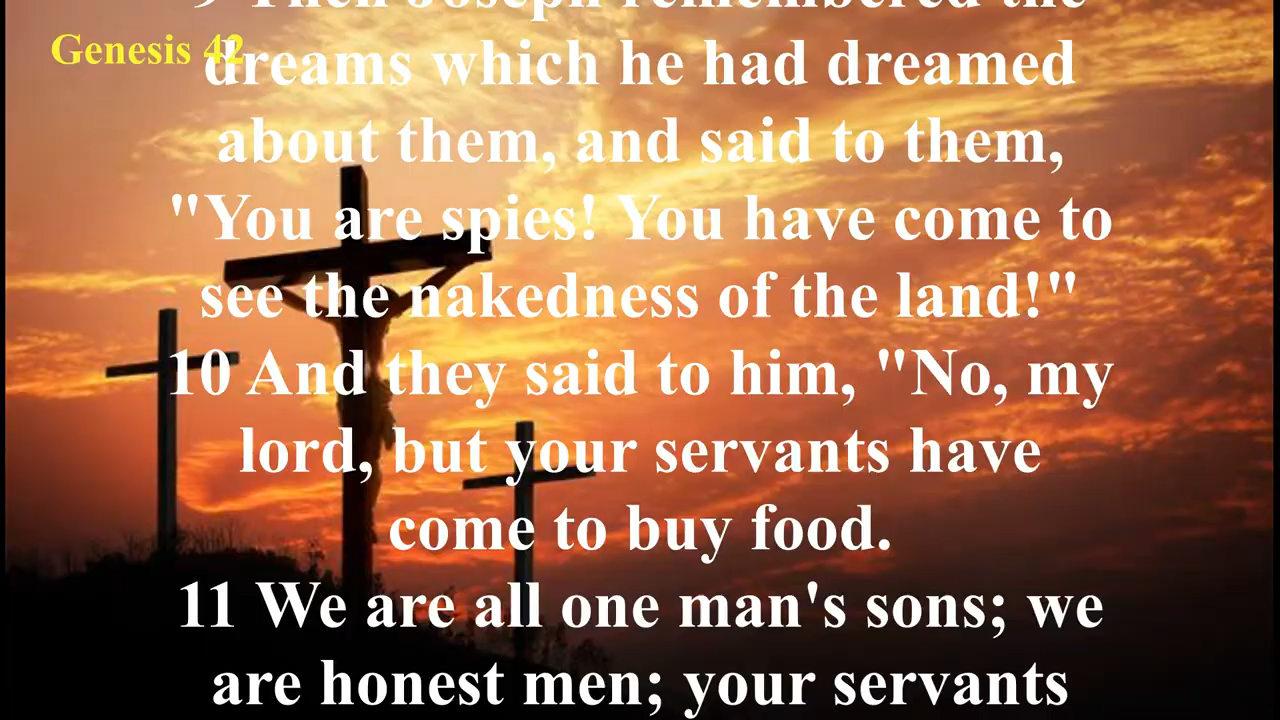 9 Then Joseph remembered the
Genesis 42
dreams which he had dreamed
about them, and said to them,
"You are spies! You have come to
see the nakedness of the land!"
10 And they said to him, "No, my
lord, but your servants have
come to buy food.
11 We are all one man's sons; we
are honest men; your servants